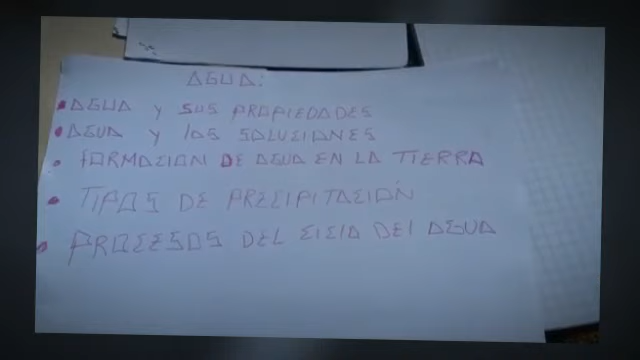 AGUA:
• AGUA Y SUS PROPIEDADES
• AGUA Y LAS SOLUCIONES
• FORMACION DE AGUA EN LA TIERRA
• TIPOS DE PRECIPITACIÓN
• PROCESOS DEL CICLO DEL AGUA